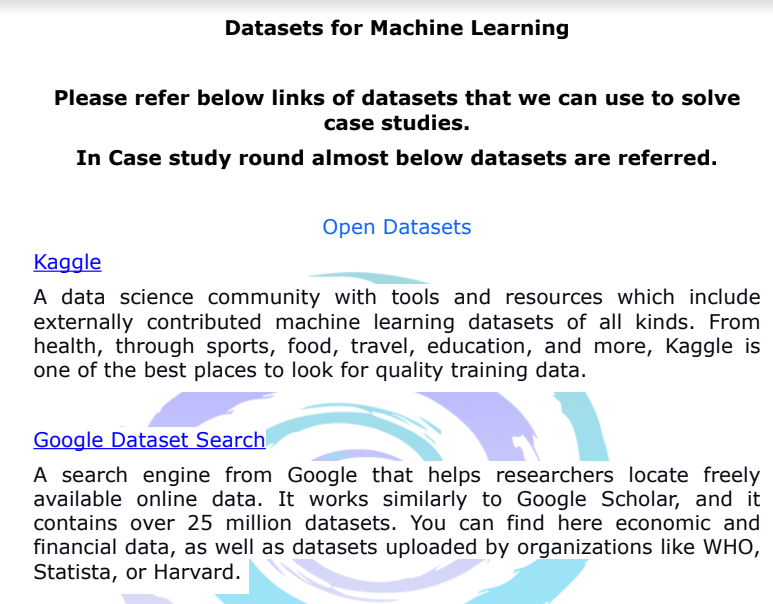 Datasets for Machine Learning
Please refer below links of datasets that we can use to solve
case studies.
In Case study round almost below datasets are referred.
Open Datasets
Kaggle
A data science community with tools and resources which include
externally contributed machine learning datasets of all kinds. From
health, through sports, food, travel, education, and more, Kaggle is
one of the best places to look for quality training data.
Google Dataset Search
A search engine from Google that helps researchers locate freely
available online data. It works similarly to Google Scholar, and it
contains over 25 million datasets. You can find here economic and
financial data, as well as datasets uploaded by organizations like WHO,
Statista, or Harvard.